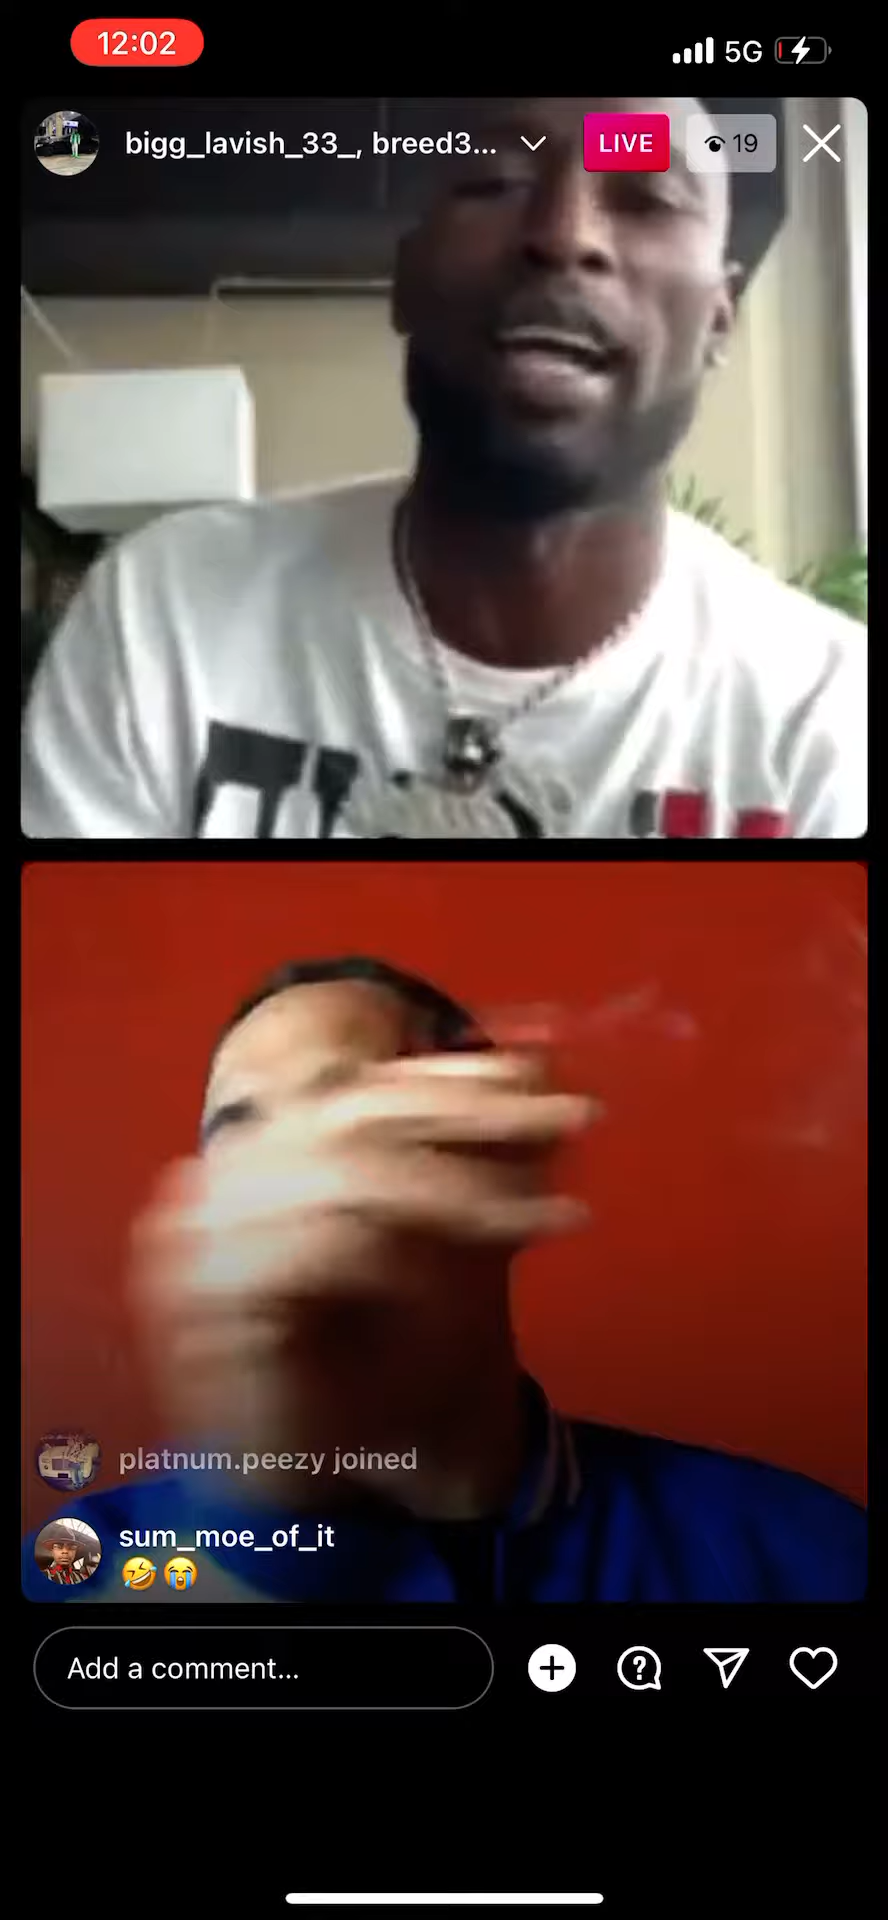 12:02
5G
bigg_lavish_33_, breed3...
LIVE
19
platnum.peezy joined
sum_moe_of_it
🤣😭
Add a comment...